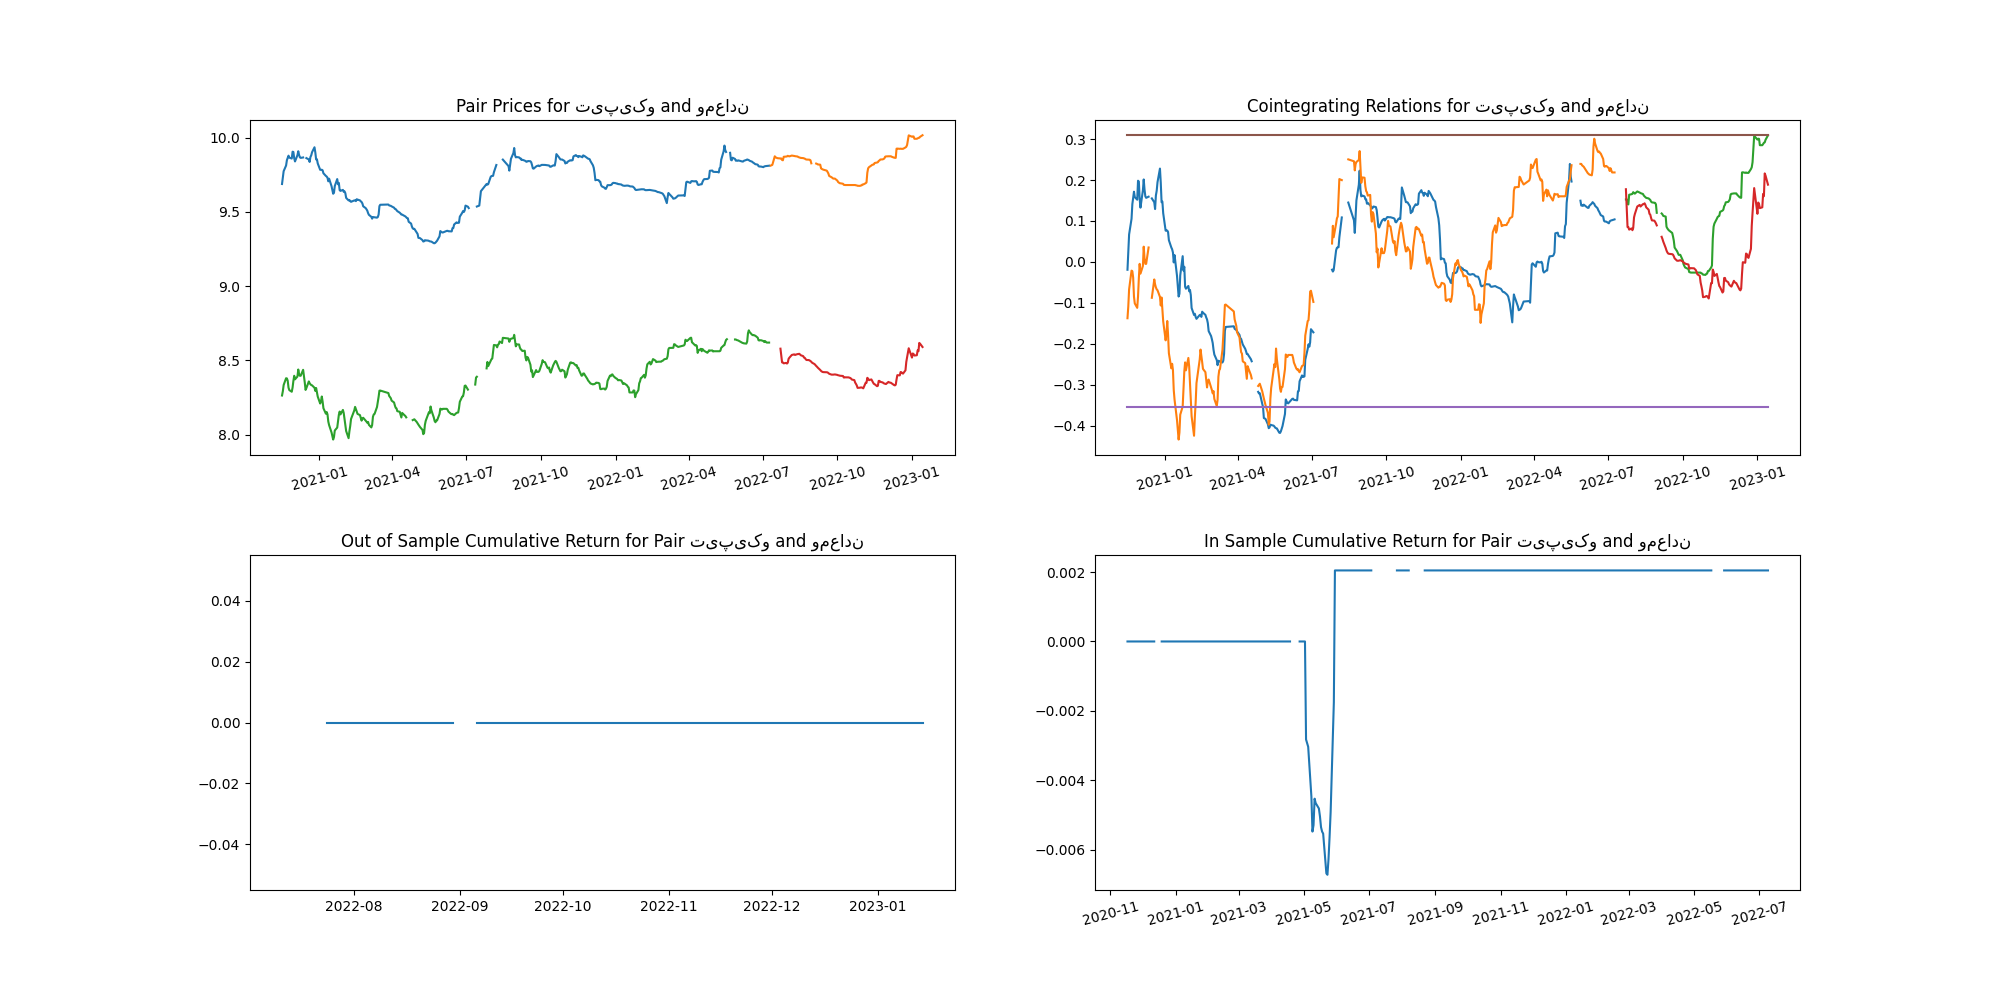 Pair Prices for تیپیکو and ومعادن
10.0
9.5
9.0
8.5
8.0
2021-01 2021-04 2021-07 2021-10 2022-01 2022-04 2022-07 2022-10 2023-01
Cointegrating Relations for تیپیکو and ومعادن
0.3
0.2
0.1
0.0
−0.1
−0.2
−0.3
−0.4
2021-01 2021-04 2021-07 2021-10 2022-01 2022-04 2022-07 2022-10 2023-01
Out of Sample Cumulative Return for Pair تیپیکو and ومعادن
0.04
0.02
0.00
−0.02
−0.04
2022-08 2022-09 2022-10 2022-11 2022-12 2023-01
In Sample Cumulative Return for Pair تیپیکو and ومعادن
0.002
0.000
−0.002
−0.004
−0.006
2020-11 2021-01 2021-03 2021-05 2021-07 2021-09 2021-11 2022-01 2022-03 2022-05 2022-07